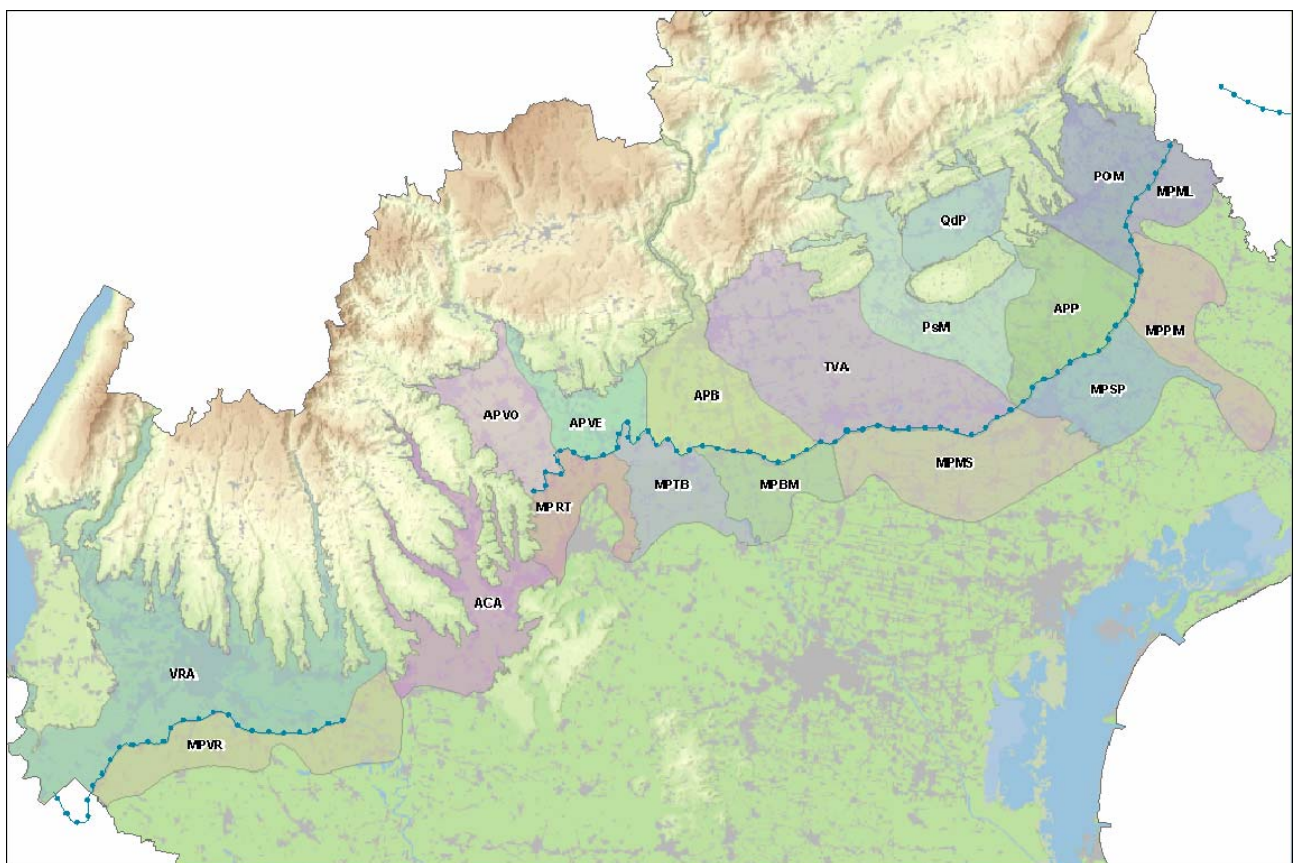 POM
MPML
QdP
APP
PsM
MPPM
TVA
MPSP
APB
APVO
APVE
MPMS
MPTB
MPBM
MPRT
ACA
VRA
MPVR